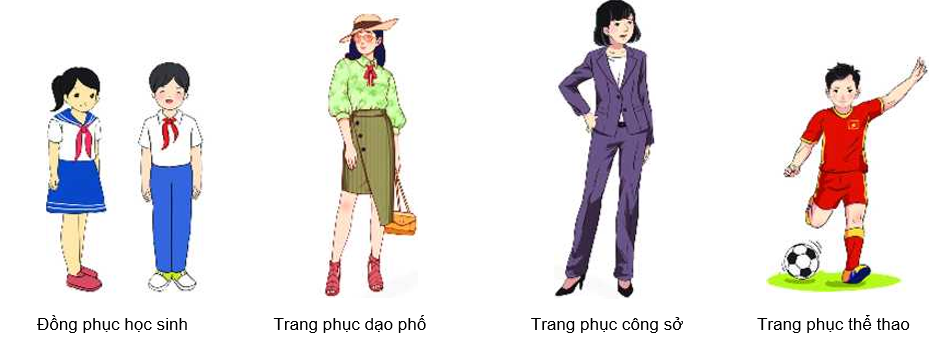 Đồng phục học sinh
Trang phục dạo phố
Trang phục công sở
Trang phục thể thao